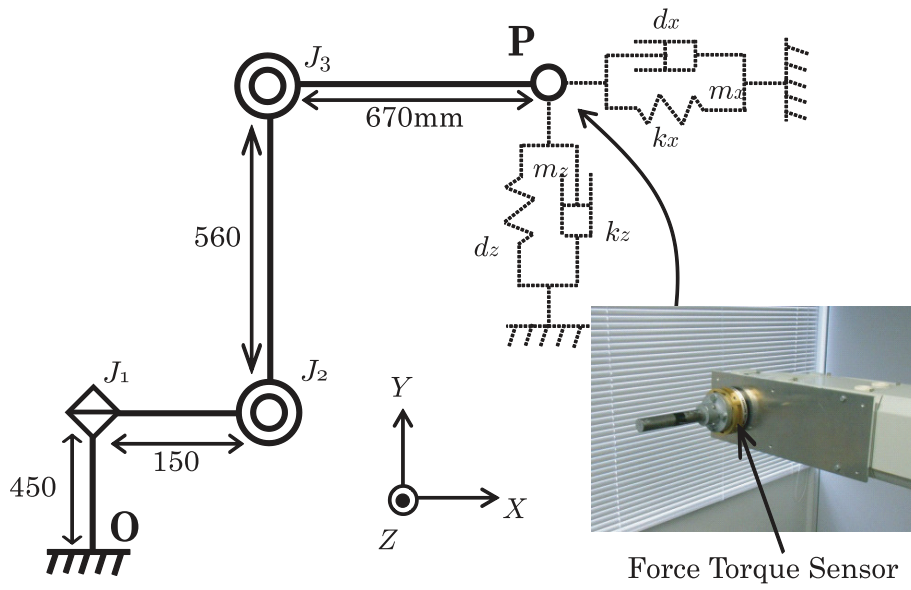 dx
P
J3
mx
670mm
kx
mz
560
kz
dz
J1
J2
Y
150
450
X
O
Z
Force Torque Sensor